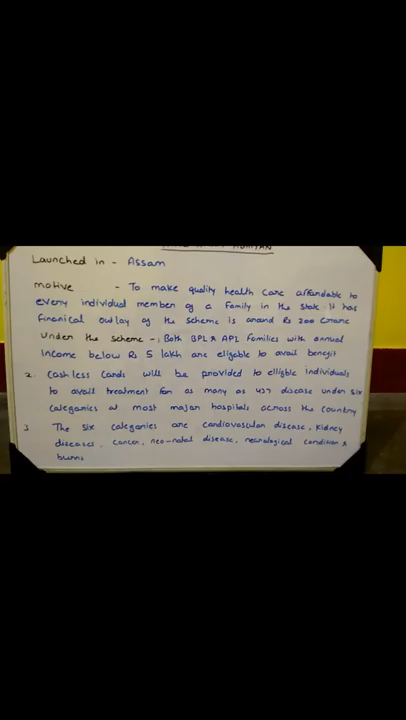 Launched in - Assam
motive - To make quality health care affordable to
every individual member of a family in the state. It has
finanical outlay of the scheme is around Rs 200 crore
Under the scheme - 1 Both BPL & APL Families with annual
income below Rs 5 lakh are eligable to avail benefit
2. Cashless cards will be provided to eligble individuals
to avail treatment for as many as 437 disease under six
categories at most major hospitals across the country
3 The six categories are cardiovascular disease, Kidney
diseases, cancer, neo-natal disease, neurological condition &
burns